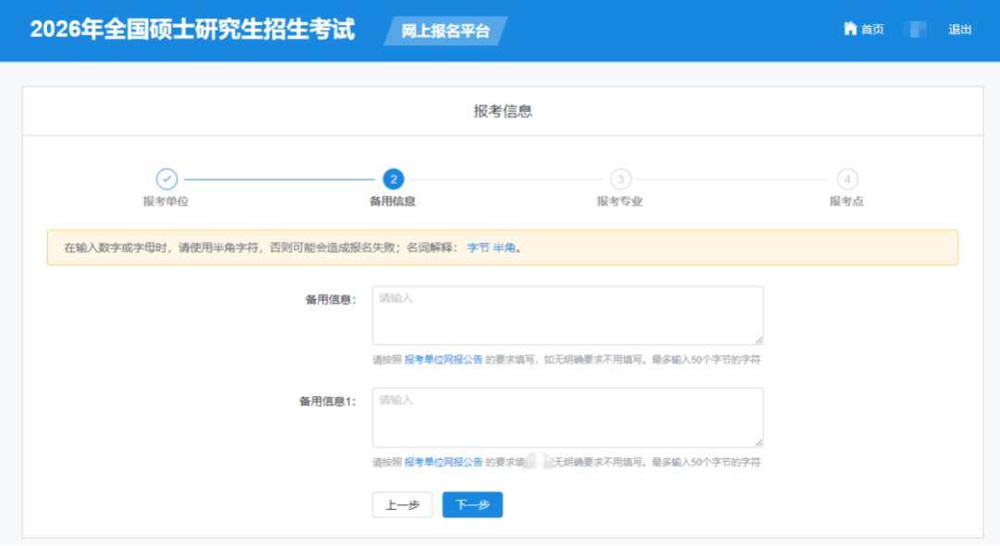 2026年全国硕士研究生招生考试 网上报名平台 首页 退出
报考信息
2 3 4
报考单位 备用信息 报考专业 报考点
在输入数字或字母时，请使用半角字符，否则可能会造成报名失败；名词解释： 字节 半角。
备用信息： 请输入
请按照 报考单位网报公告 的要求填写，如无明确要求不用填写。最多输入50个字节的字符
备用信息1： 请输入
请按照 报考单位网报公告 的要求填 无明确要求不用填写。最多输入50个字节的字符
上一步 下一步